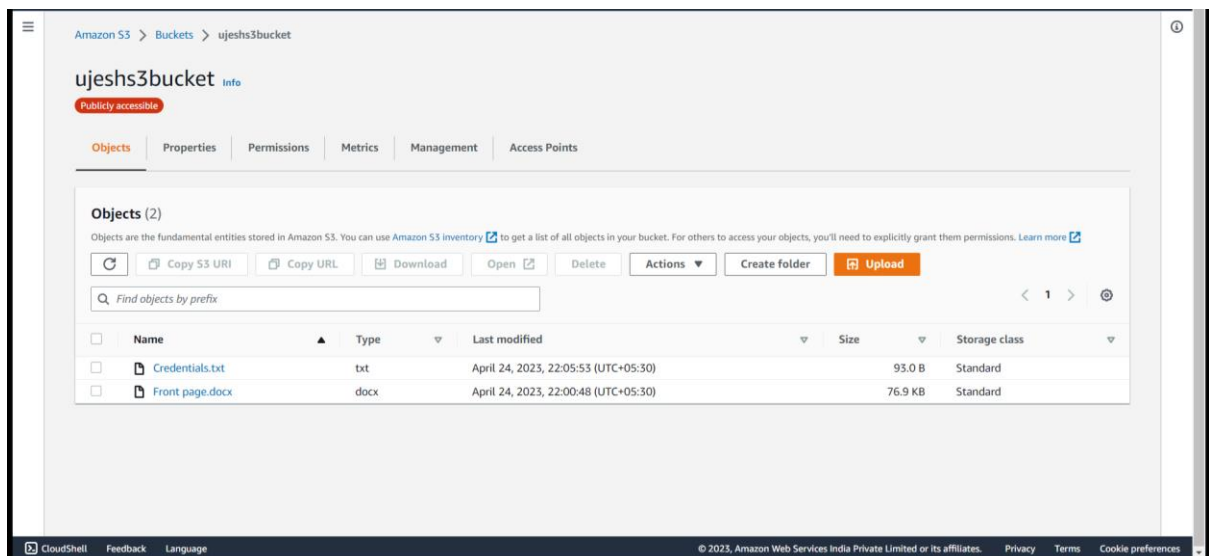 Amazon S3 > Buckets > ujeshs3bucket
ujeshs3bucket Info
Publicly accessible
Objects Properties Permissions Metrics Management Access Points
Objects (2)
Objects are the fundamental entities stored in Amazon S3. You can use Amazon S3 inventory to get a list of all objects in your bucket. For others to access your objects, you'll need to explicitly grant them permissions. Learn more
Copy S3 URI Copy URL Download Open Delete Actions Create folder Upload
Find objects by prefix < 1 >
Name Type Last modified Size Storage class
Credentials.txt txt April 24, 2023, 22:05:53 (UTC+05:30) 93.0 B Standard
Front page.docx docx April 24, 2023, 22:00:48 (UTC+05:30) 76.9 KB Standard
CloudShell Feedback Language © 2023, Amazon Web Services India Private Limited or its affiliates. Privacy Terms Cookie preferences